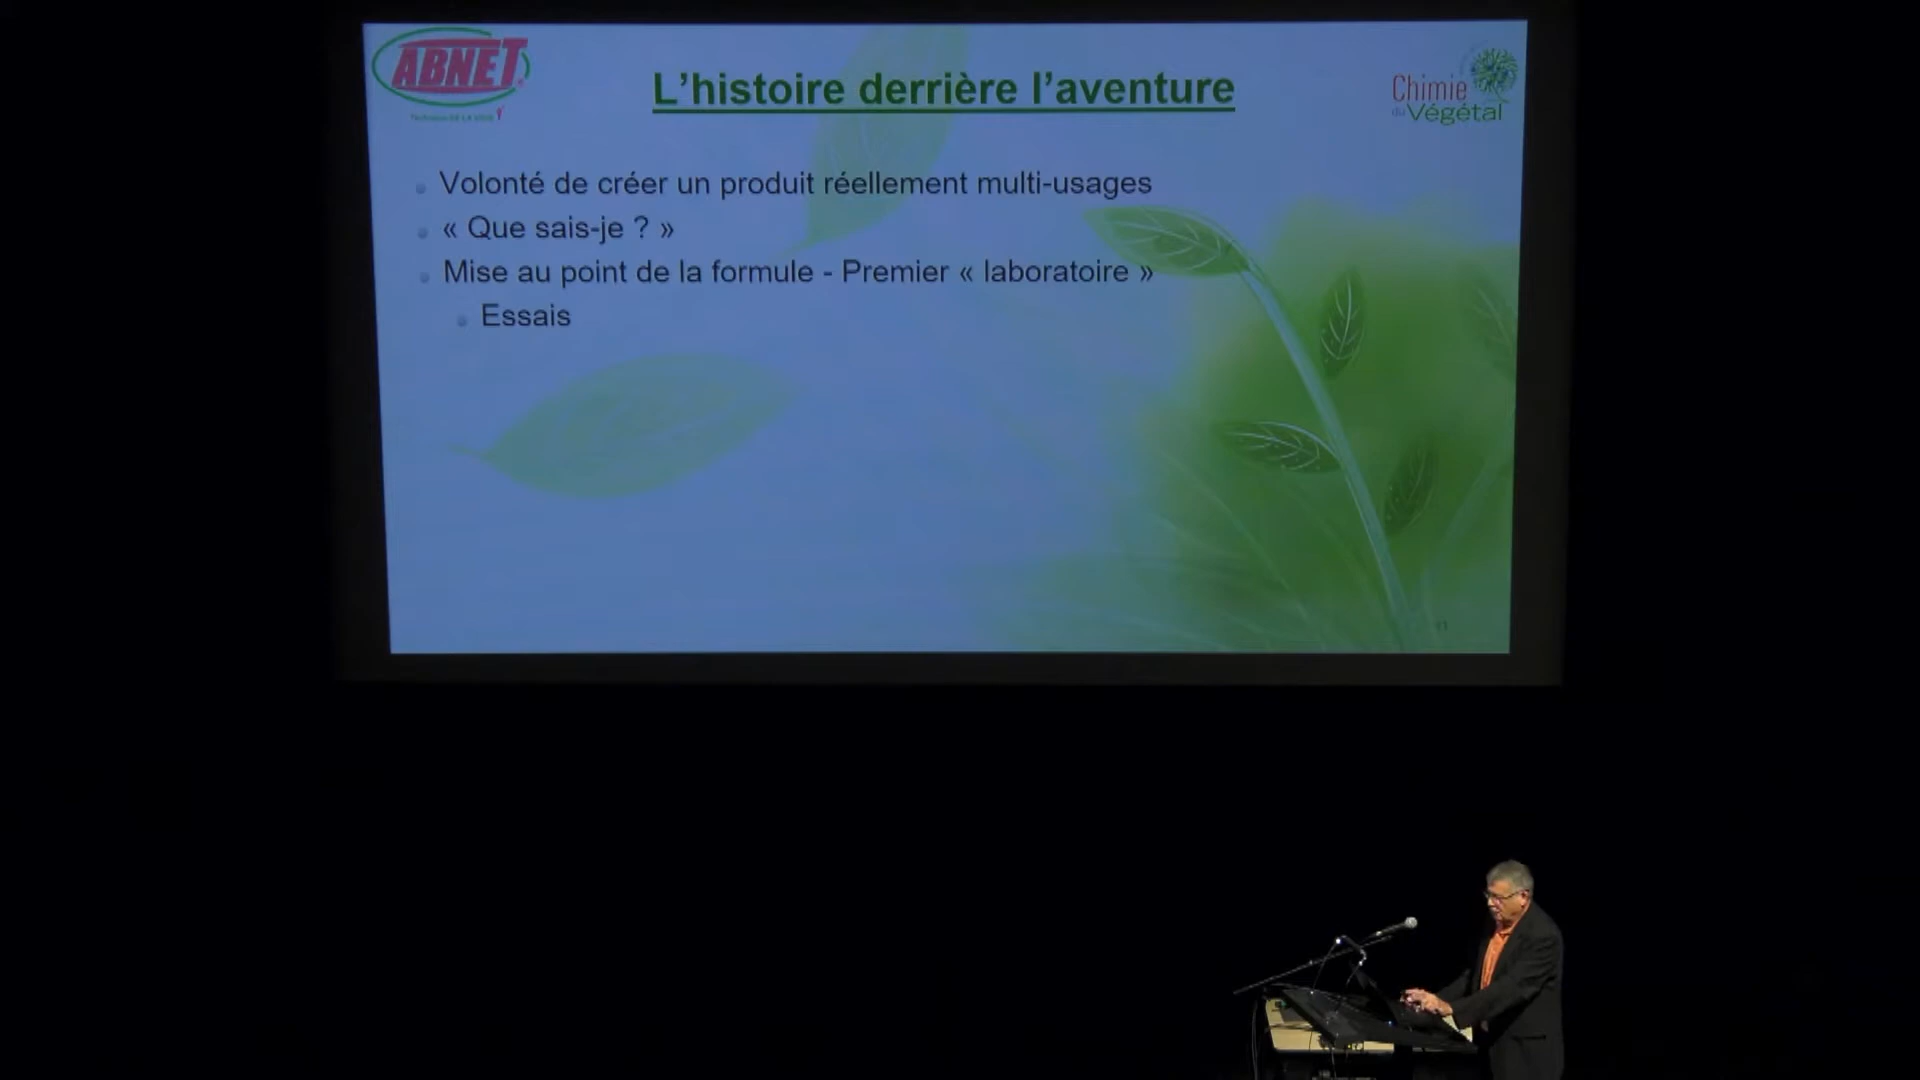 ABNET
L'histoire derrière l'aventure
Chimie
du Végétal
Volonté de créer un produit réellement multi-usages
« Que sais-je ? »
Mise au point de la formule - Premier « laboratoire »
Essais